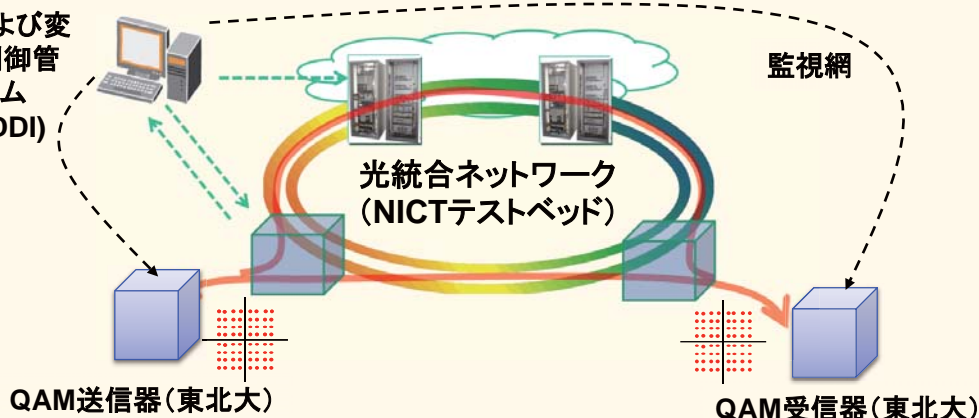 よび変
御管
ム
DDI)
監視網
光統合ネットワーク
(NICTテストベッド)
QAM送信器(東北大)
QAM受信器(東北大)